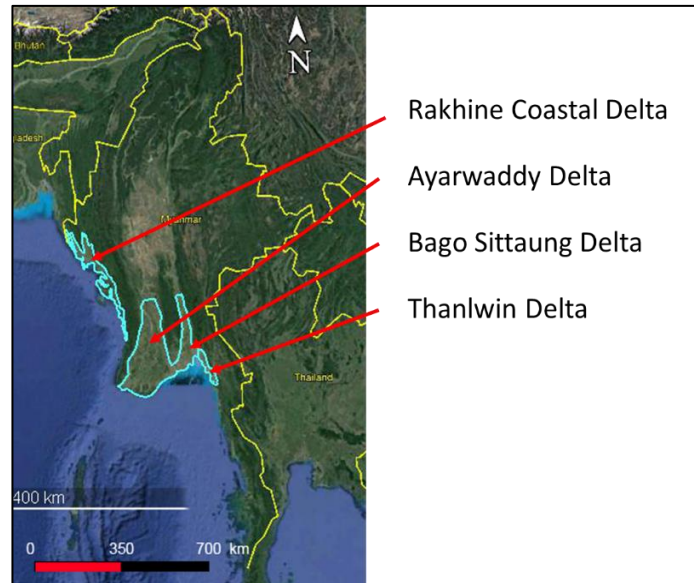 Bhutan
N
ladesh
Myanmar
Thailand
Rakhine Coastal Delta
Ayarwaddy Delta
Bago Sittaung Delta
Thanlwin Delta
400 km
0 350 700 km